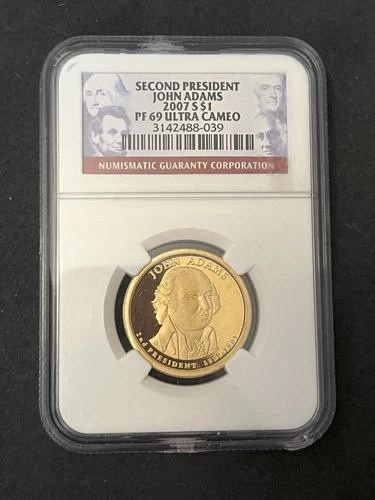 SECOND PRESIDENT
JOHN ADAMS
2007 S $1
PF 69 ULTRA CAMEO
3142488-039
NUMISMATIC GUARANTY CORPORATION
JOHN ADAMS
2nd PRESIDENT 1797-1801